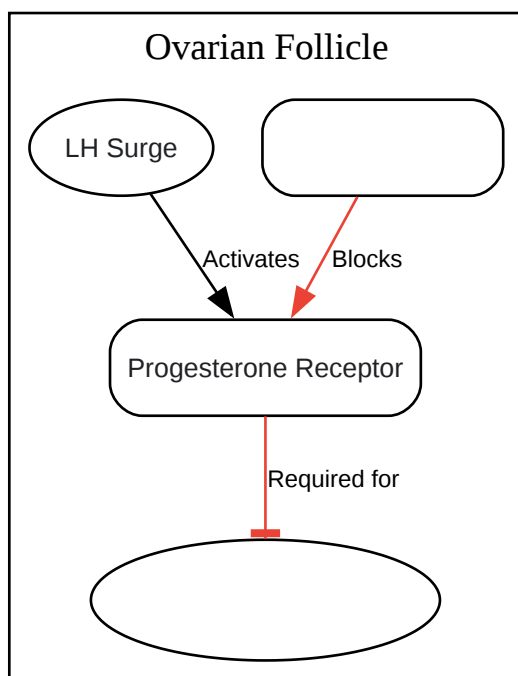 Ovarian Follicle
LH Surge
Activates
Blocks
Progesterone Receptor
Required for